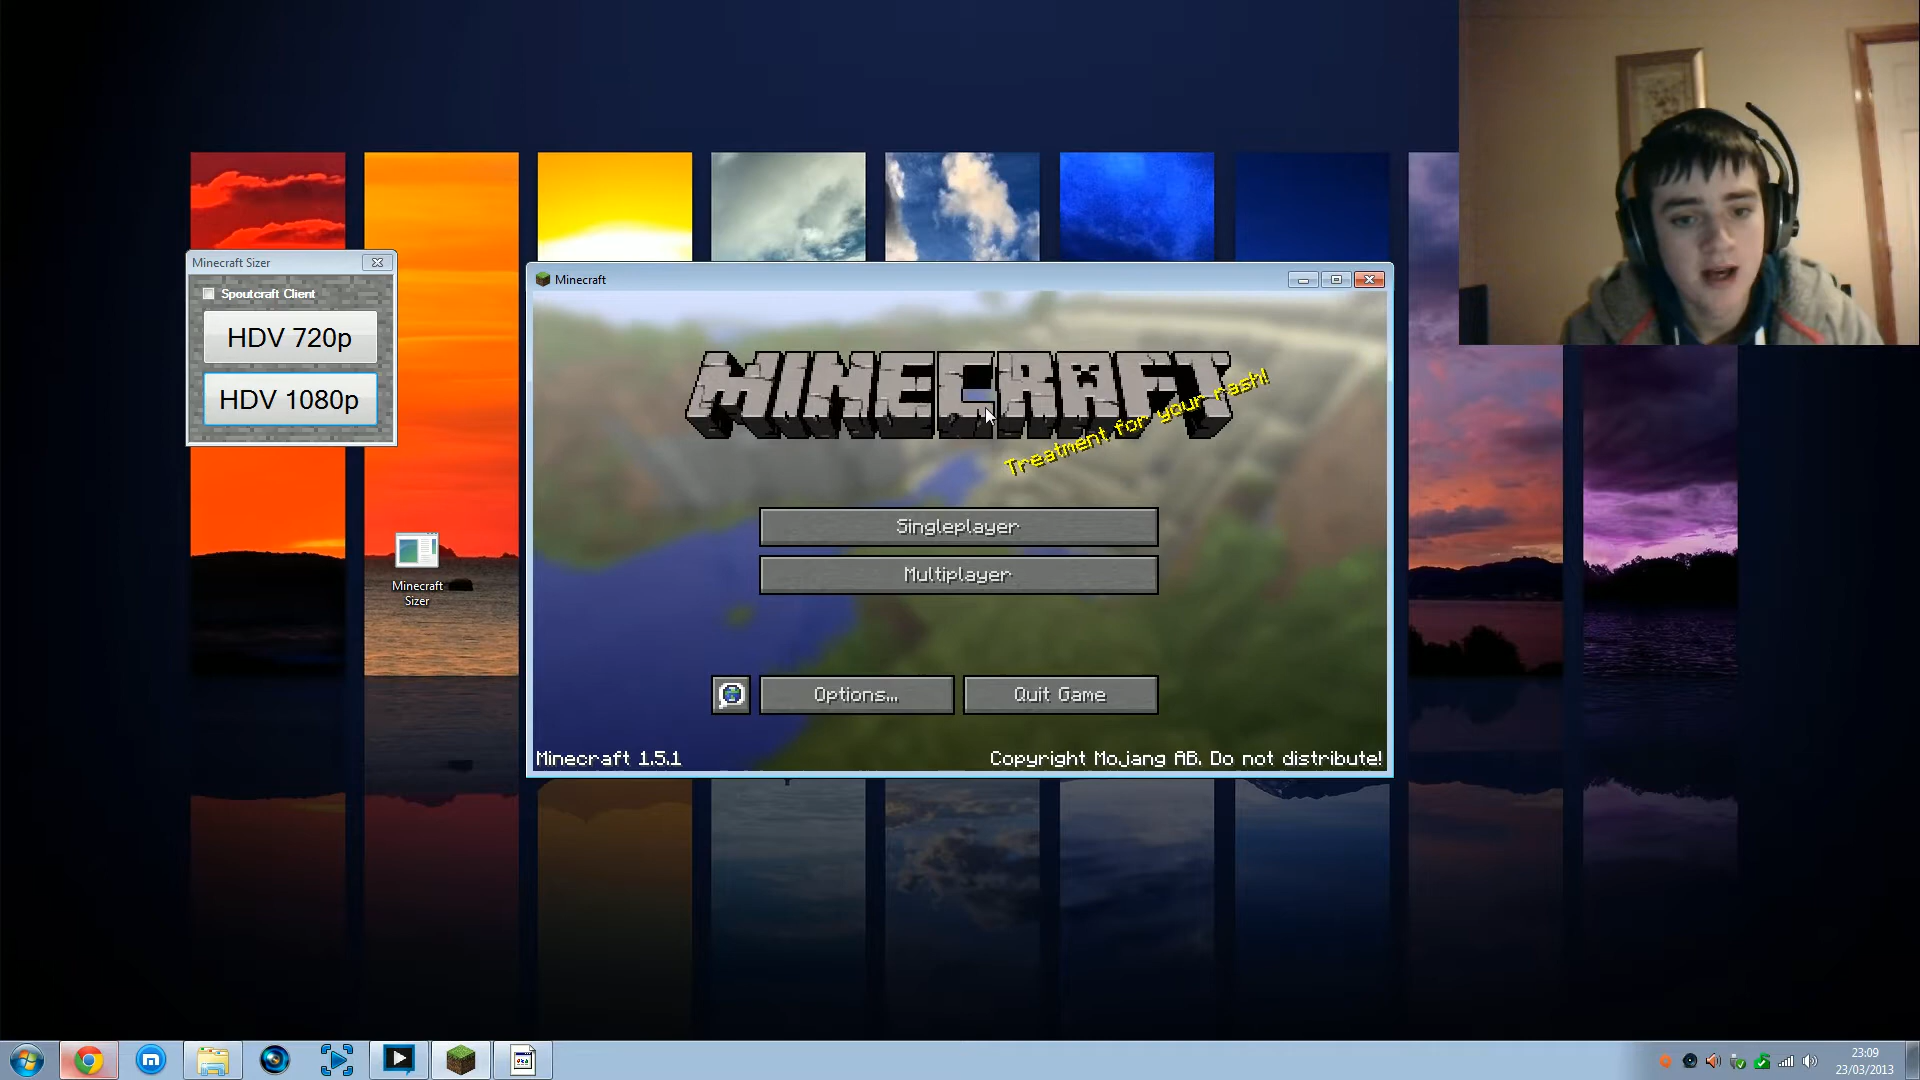 Minecraft Sizer
Spoutcraft Client
HDV 720p
HDV 1080p
Minecraft
Sizer
Minecraft
MINECRAFT
Treatment for your rash!
Singleplayer
Multiplayer
Options...
Quit Game
Minecraft 1.5.1
Copyright Mojang AB. Do not distribute!
23:09
23/03/2013